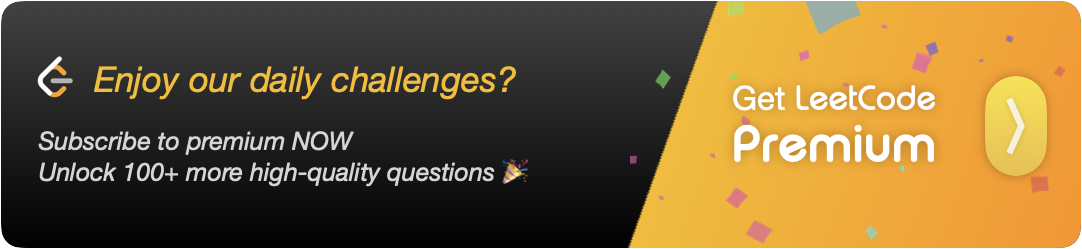 Enjoy our daily challenges?
Subscribe to premium NOW
Unlock 100+ more high-quality questions 🎉
Get LeetCode
Premium